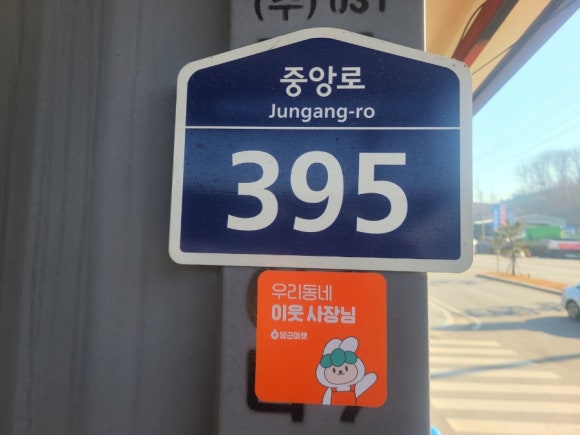 중앙로
Jungang-ro
395
우리동네
이웃 사장님
당근마켓